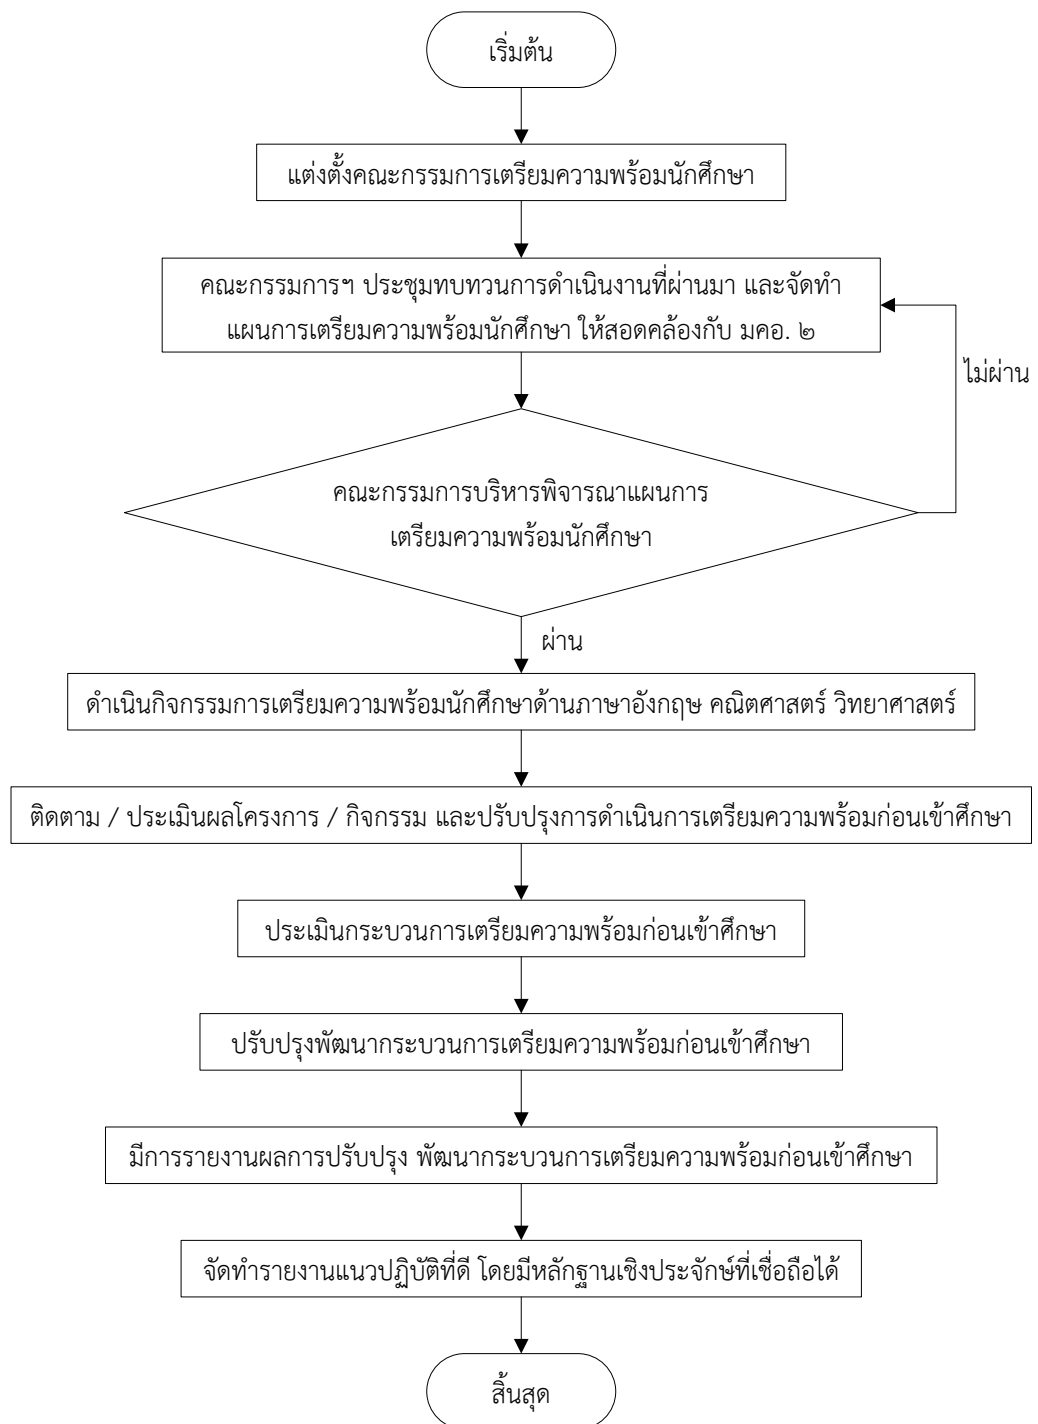 เริ่มต้น
แต่งตั้งคณะกรรมการเตรียมความพร้อมนักศึกษา
คณะกรรมการฯ ประชุมทบทวนการดำเนินงานที่ผ่านมา และจัดทำ
แผนการเตรียมความพร้อมนักศึกษา ให้สอดคล้องกับ มคอ. ๒
ไม่ผ่าน
คณะกรรมการบริหารพิจารณาแผนการ
เตรียมความพร้อมนักศึกษา
ผ่าน
ดำเนินกิจกรรมการเตรียมความพร้อมนักศึกษาด้านภาษาอังกฤษ คณิตศาสตร์ วิทยาศาสตร์
ติดตาม / ประเมินผลโครงการ / กิจกรรม และปรับปรุงการดำเนินการเตรียมความพร้อมก่อนเข้าศึกษา
ประเมินกระบวนการเตรียมความพร้อมก่อนเข้าศึกษา
ปรับปรุงพัฒนากระบวนการเตรียมความพร้อมก่อนเข้าศึกษา
มีการรายงานผลการปรับปรุง พัฒนากระบวนการเตรียมความพร้อมก่อนเข้าศึกษา
จัดทำรายงานแนวปฏิบัติที่ดี โดยมีหลักฐานเชิงประจักษ์ที่เชื่อถือได้
สิ้นสุด